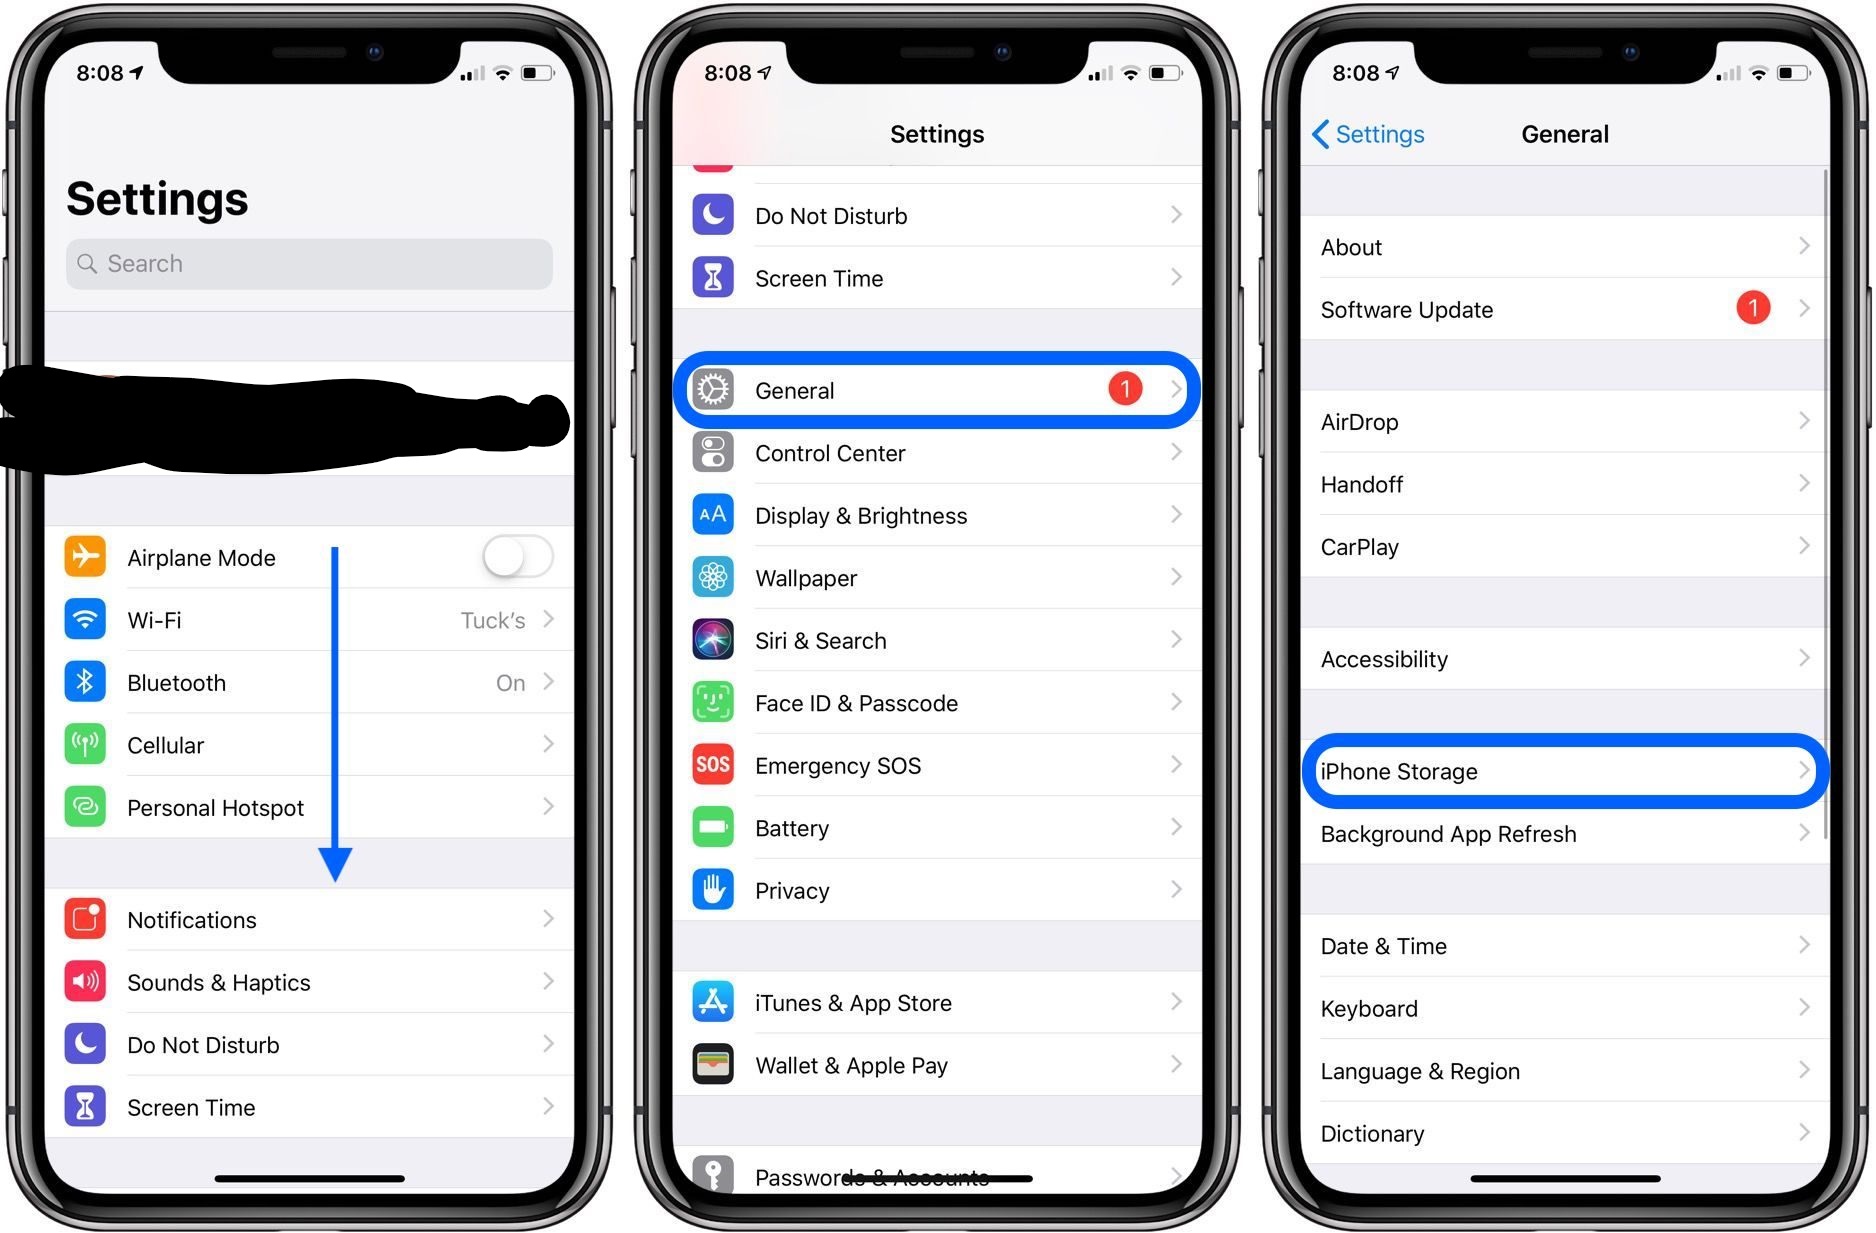 8:08
Settings
Search
Airplane Mode
Wi-Fi Tuck's
Bluetooth On
Cellular
Personal Hotspot
Notifications
Sounds & Haptics
Do Not Disturb
Screen Time
8:08
Settings
Do Not Disturb
Screen Time
General 1
Control Center
AA Display & Brightness
Wallpaper
Siri & Search
Face ID & Passcode
SOS Emergency SOS
Battery
Privacy
iTunes & App Store
Wallet & Apple Pay
Passwords & Accounts
8:08
Settings General
About
Software Update 1
AirDrop
Handoff
CarPlay
Accessibility
iPhone Storage
Background App Refresh
Date & Time
Keyboard
Language & Region
Dictionary